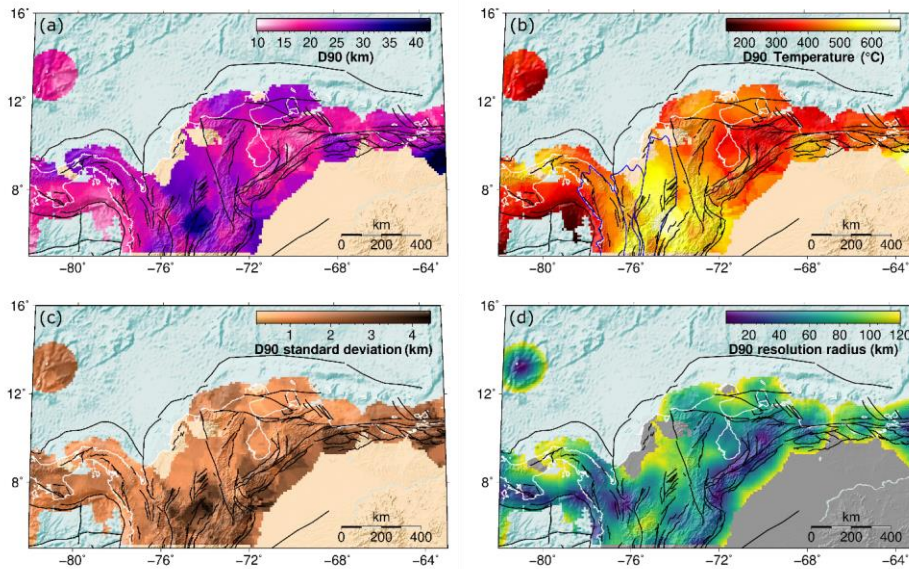 (a)
10 15 20 25 30 35 40
D90 (km)
16˚
12˚
8˚
km
0 200 400
−80˚ −76˚ −72˚ −68˚ −64˚
(b)
200 300 400 500 600
D90 Temperature (°C)
16˚
12˚
8˚
km
0 200 400
−80˚ −76˚ −72˚ −68˚ −64˚
(c)
1 2 3 4
D90 standard deviation (km)
16˚
12˚
8˚
km
0 200 400
−80˚ −76˚ −72˚ −68˚ −64˚
(d)
20 40 60 80 100 120
D90 resolution radius (km)
16˚
12˚
8˚
km
0 200 400
−80˚ −76˚ −72˚ −68˚ −64˚